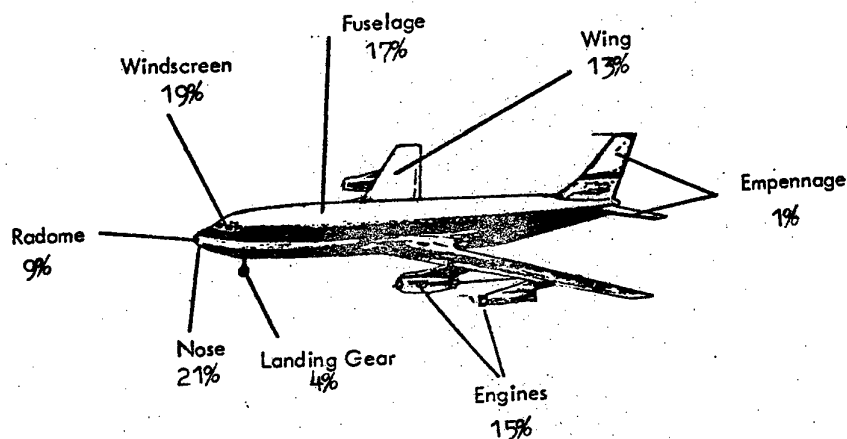 Fuselage
17%
Wing
13%
Windscreen
19%
Empennage
1%
Radome
9%
Nose
21%
Landing Gear
4%
Engines
15%